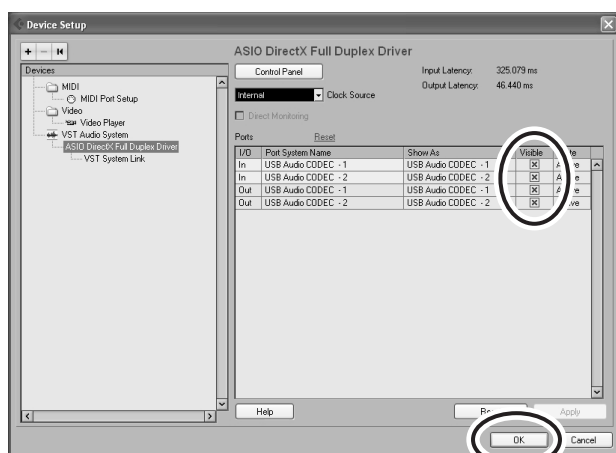 Device Setup
+ - |◀
Devices
MIDI
MIDI Port Setup
Video
Video Player
VST Audio System
ASIO DirectX Full Duplex Driver
VST System Link
ASIO DirectX Full Duplex Driver
Control Panel
Input Latency: 325.079 ms
Output Latency: 46.440 ms
Internal Clock Source
Direct Monitoring
Ports Reset
I/O Port System Name Show As Visible
In USB Audio CODEC - 1 USB Audio CODEC - 1
In USB Audio CODEC - 2 USB Audio CODEC - 2
Out USB Audio CODEC - 1 USB Audio CODEC - 1
Out USB Audio CODEC - 2 USB Audio CODEC - 2
Help Apply
OK Cancel